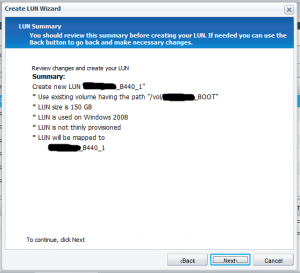 Create LUN Wizard
LUN Summary
You should review this summary before creating your LUN. If needed you can use the
Back button to go back and make necessary changes.
Review changes and create your LUN
Summary:
Create new LUN _B440_1"
* Use existing volume having the path "/vol/ _BOOT"
* LUN size is 150 GB
* LUN is used on Windows 2008
* LUN is not thinly provisioned
* LUN will be mapped to
_B440_1
To continue, click Next
<Back
Next>
Cancel